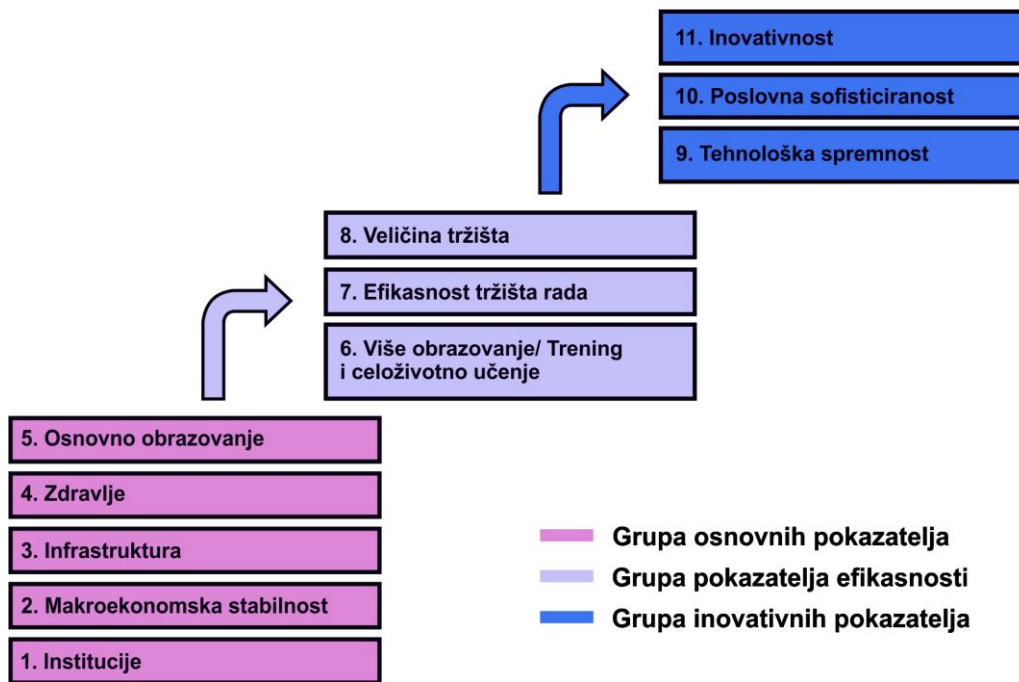 11. Inovativnost
10. Poslovna sofisticiranost
9. Tehnološka spremnost
8. Veličina tržišta
7. Efikasnost tržišta rada
6. Više obrazovanje/ Trening
i celoživotno učenje
5. Osnovno obrazovanje
4. Zdravlje
3. Infrastruktura
2. Makroekonomska stabilnost
1. Institucije
Grupa osnovnih pokazatelja
Grupa pokazatelja efikasnosti
Grupa inovativnih pokazatelja